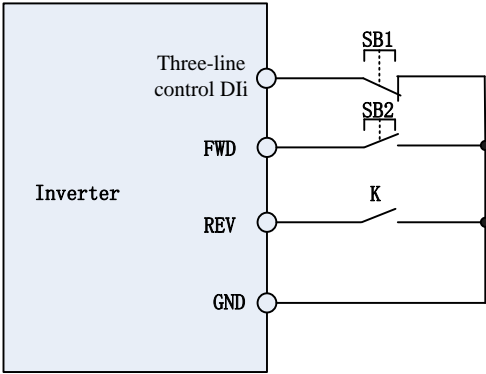 SB1
Three-line
control DIi
SB2
FWD
Inverter
K
REV
GND